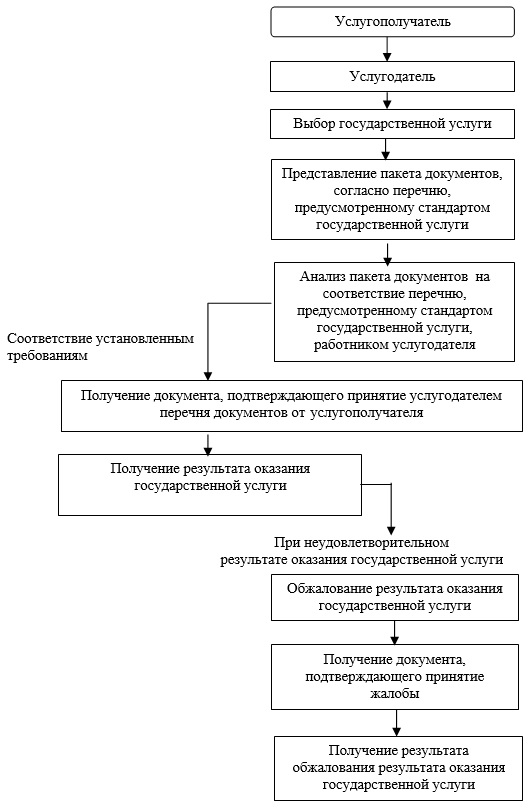 Услугополучатель
Услугодатель
Выбор государственной услуги
Представление пакета документов,
согласно перечню,
предусмотренному стандартом
государственной услуги
Анализ пакета документов на
соответствие перечню,
предусмотренному стандартом
государственной услуги,
работником услугодателя
Соответствие установленным
требованиям
Получение документа, подтверждающего принятие услугодателем
перечня документов от услугополучателя
Получение результата оказания
государственной услуги
При неудовлетворительном
результате оказания государственной услуги
Обжалование результата оказания
государственной услуги
Получение документа,
подтверждающего принятие
жалобы
Получение результата
обжалования результата оказания
государственной услуги